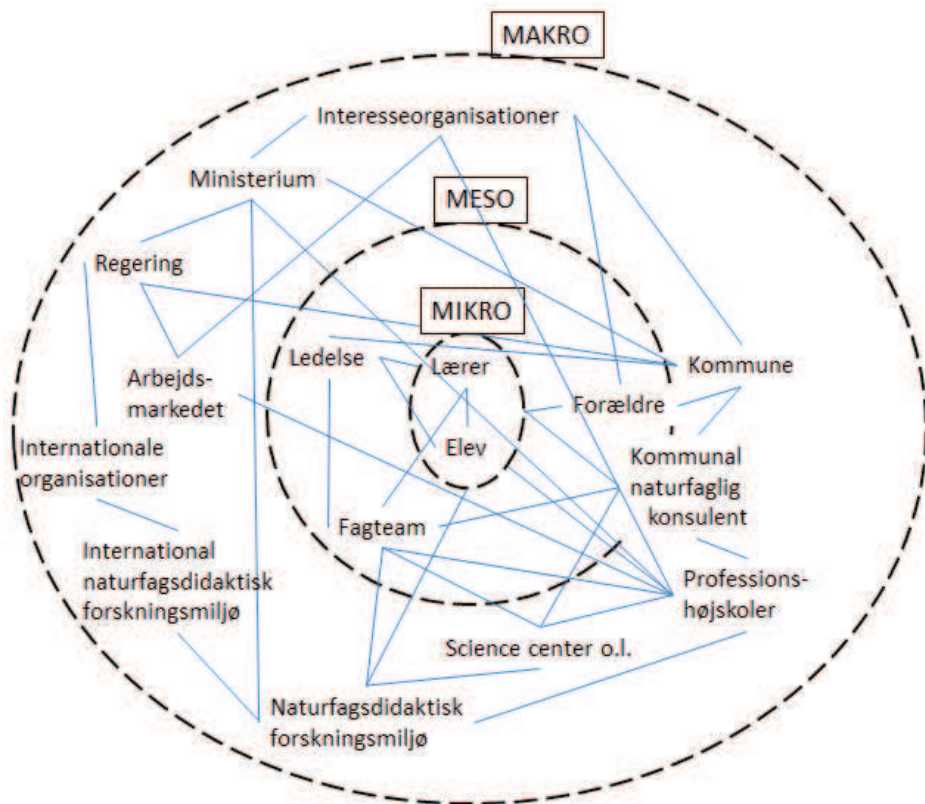 MAKRO
Interesseorganisationer
Ministerium
MESO
Regering
MIKRO
Ledelse
Lærer
Kommune
Arbejds-
markedet
Forældre
Elev
Internationale
organisationer
Kommunal
naturfaglig
konsulent
Fagteam
International
naturfagsdidaktisk
forskningsmiljø
Professions-
højskoler
Science center o.l.
Naturfagsdidaktisk
forskningsmiljø